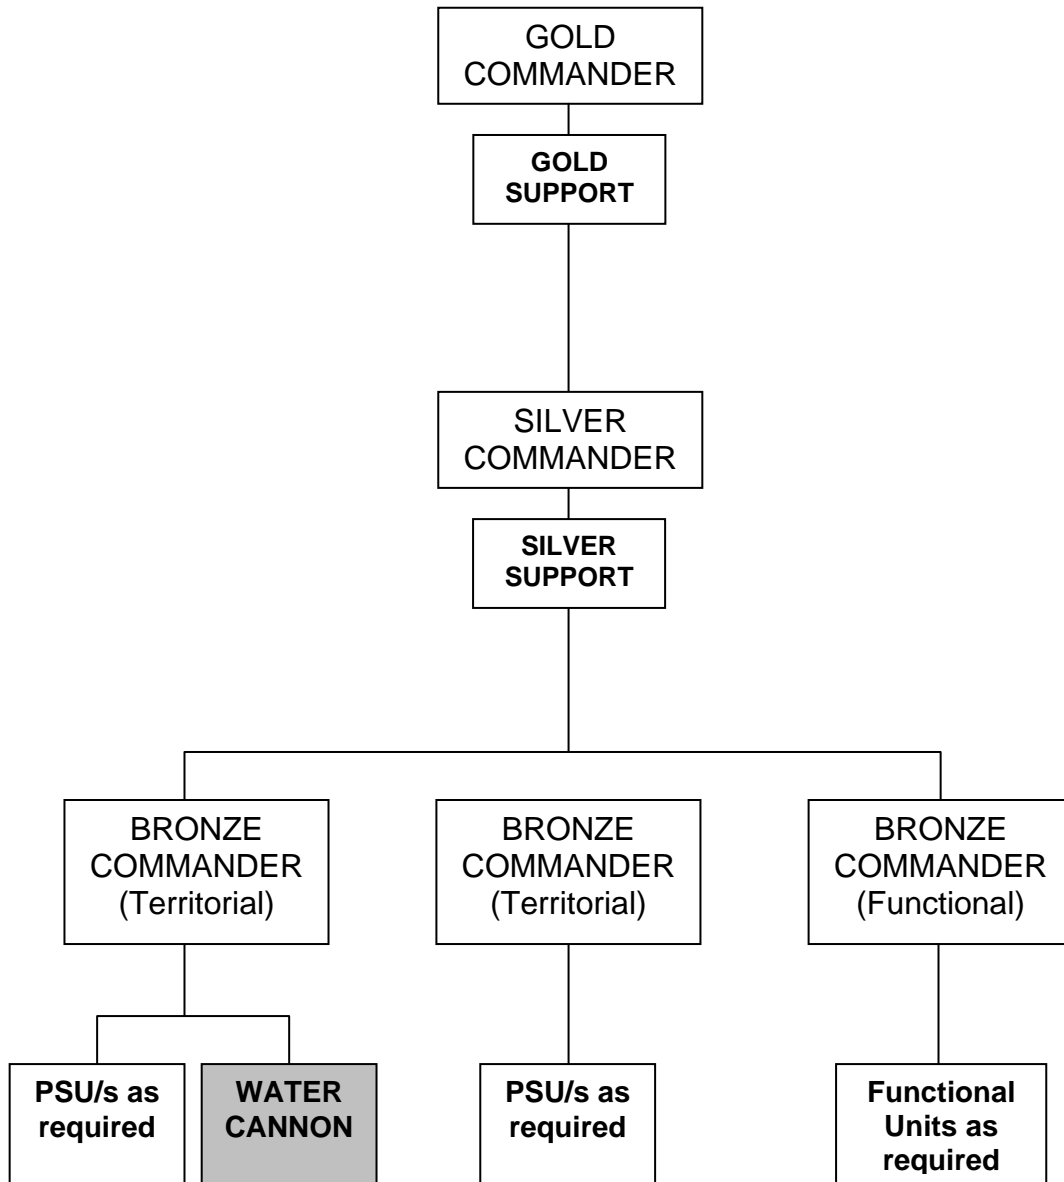 GOLD
COMMANDER
GOLD
SUPPORT
SILVER
COMMANDER
SILVER
SUPPORT
BRONZE
COMMANDER
(Territorial)
BRONZE
COMMANDER
(Territorial)
BRONZE
COMMANDER
(Functional)
PSU/s as
required
WATER
CANNON
PSU/s as
required
Functional
Units as
required